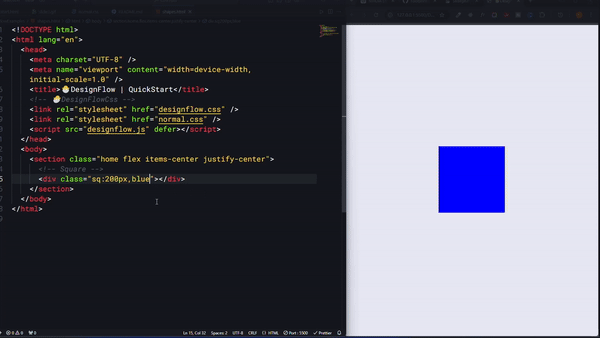 <!DOCTYPE html>
<html lang="en">
<head>
<meta charset="UTF-8" />
<meta name="viewport" content="width=device-width,
initial-scale=1.0" />
<title>🐣DesignFlow | QuickStart</title>
<!-- 🐣DesignFlowCss -->
<link rel="stylesheet" href="designflow.css" />
<link rel="stylesheet" href="normal.css" />
<script src="designflow.js" defer></script>
</head>
<body>
<section class="home flex items-center justify-center">
<!-- Square -->
<div class="sq:200px,blue"></div>
</section>
</body>
</html>
Ln 15, Col 32 Spaces: 2 UTF-8 CRLF {} HTML Port : 5500 ✓ Prettier